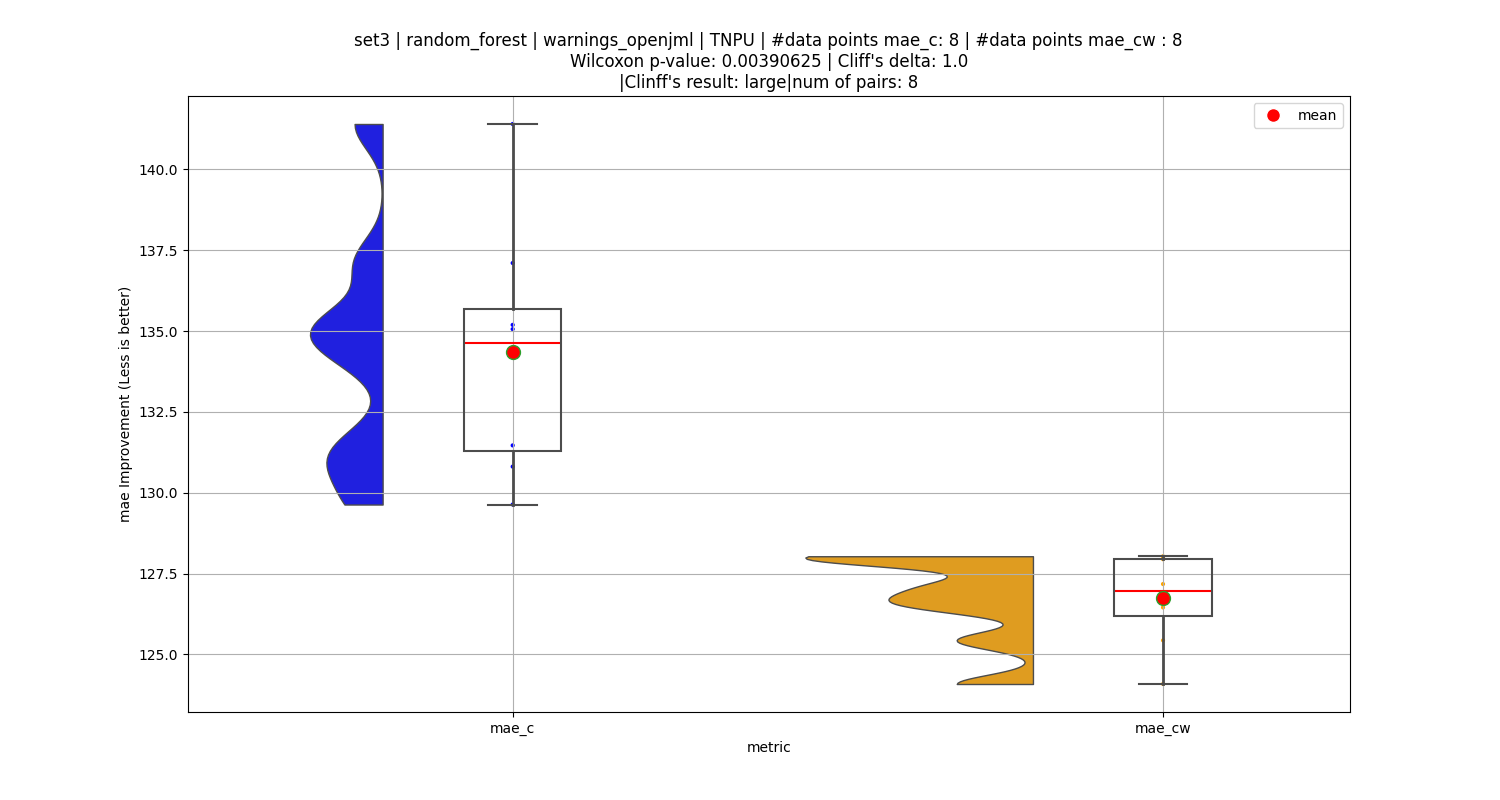 set3 | random_forest | warnings_openjml | TNPU | #data points mae_c: 8 | #data points mae_cw : 8
Wilcoxon p-value: 0.00390625 | Cliff's delta: 1.0
|Clinff's result: large|num of pairs: 8
mean
140.0
137.5
135.0
132.5
130.0
127.5
125.0
mae Improvement (Less is better)
mae_c
mae_cw
metric